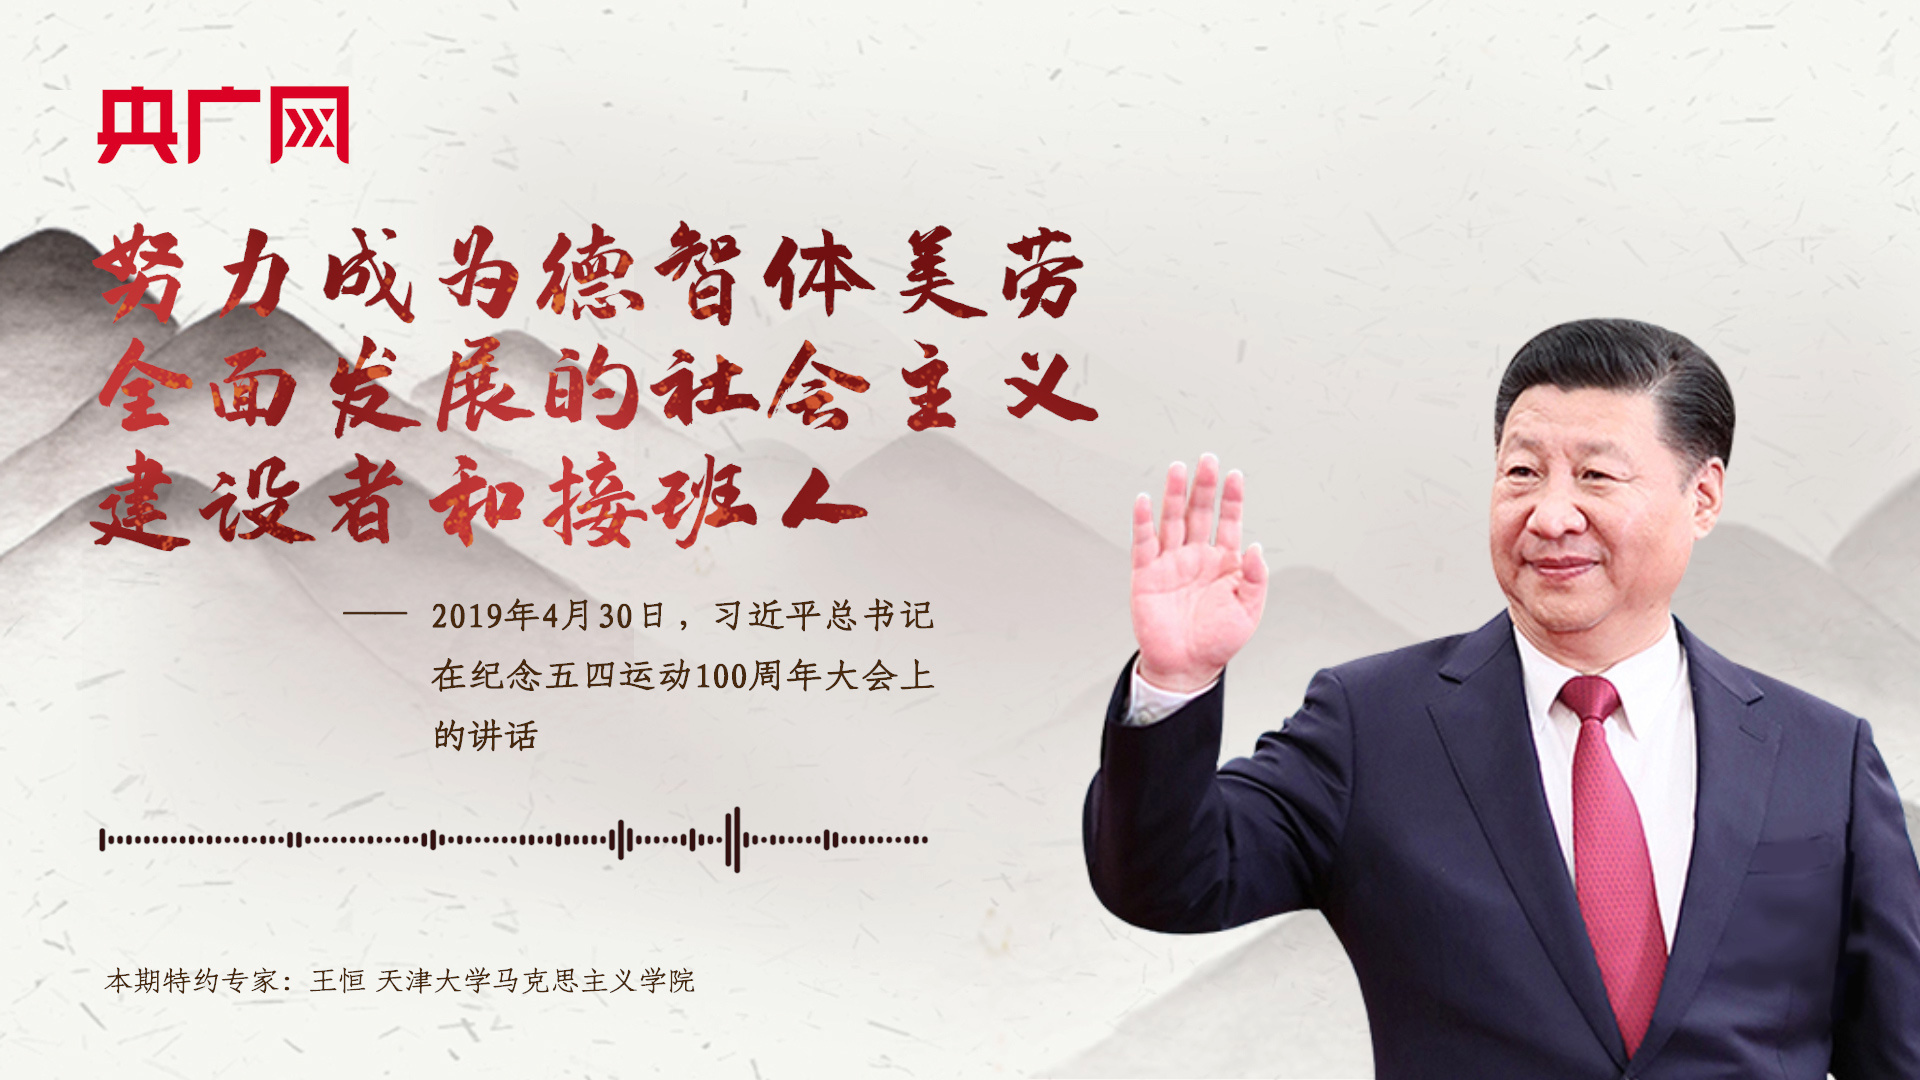 央广网
努力成为德智体美劳
全面发展的社会主义
建设者和接班人
—— 2019年4月30日，习近平总书记
在纪念五四运动100周年大会上
的讲话
本期特约专家：王恒 天津大学马克思主义学院